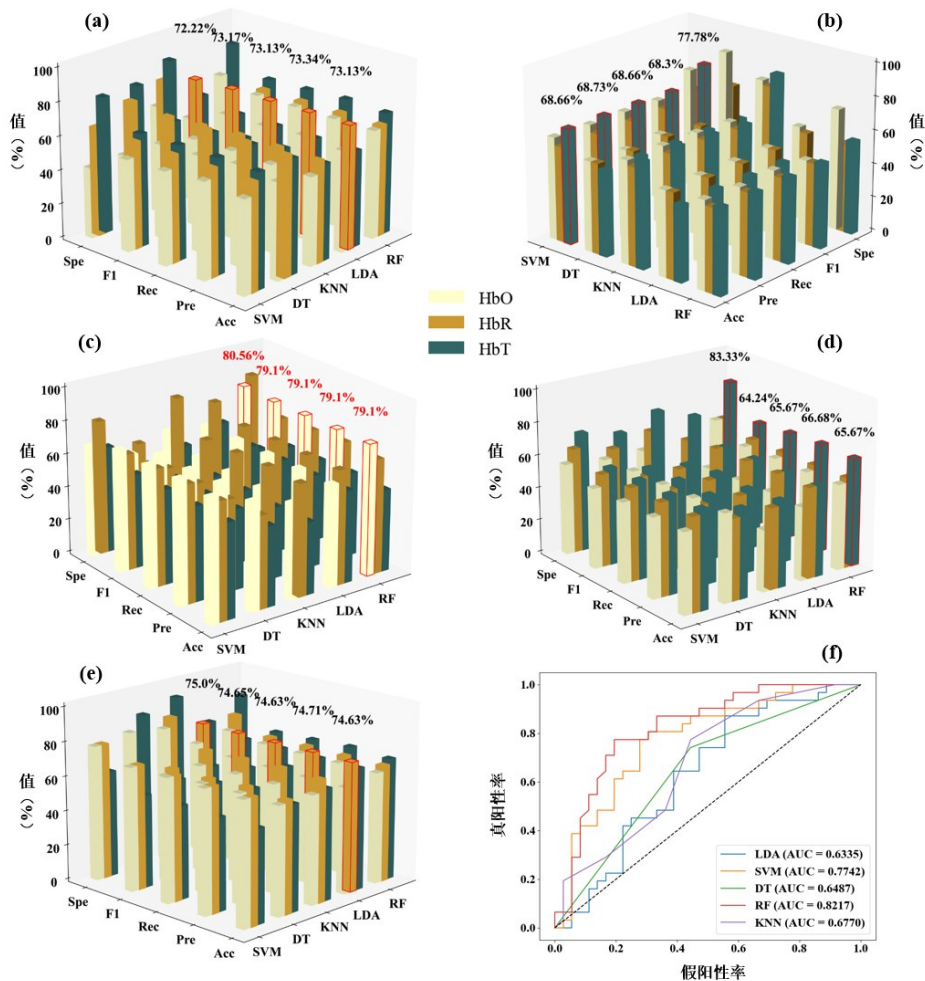 (a)
72.22%
73.17%
73.13%
73.34%
73.13%
100
80
60
40
20
0
值
(%)
Spe
F1
Rec
Pre
Acc
SVM
DT
KNN
LDA
RF
(b)
77.78%
68.3%
68.66%
68.73%
68.66%
100
80
60
40
20
0
值
(%)
SVM
DT
KNN
LDA
RF
Acc
Pre
Rec
F1
Spe
HbO
HbR
HbT
(c)
80.56%
79.1%
79.1%
79.1%
79.1%
100
80
60
40
20
0
值
(%)
Spe
F1
Rec
Pre
Acc
SVM
DT
KNN
LDA
RF
(d)
83.33%
64.24%
65.67%
66.68%
65.67%
100
80
60
40
20
0
值
(%)
Spe
F1
Rec
Pre
Acc
SVM
DT
KNN
LDA
RF
(e)
75.0%
74.65%
74.63%
74.71%
74.63%
100
80
60
40
20
0
值
(%)
Spe
F1
Rec
Pre
Acc
SVM
DT
KNN
LDA
RF
(f)
1.0
0.8
0.6
0.4
0.2
0.0
真阳性率
LDA (AUC = 0.6335)
SVM (AUC = 0.7742)
DT (AUC = 0.6487)
RF (AUC = 0.8217)
KNN (AUC = 0.6770)
0.0 0.2 0.4 0.6 0.8 1.0
假阳性率